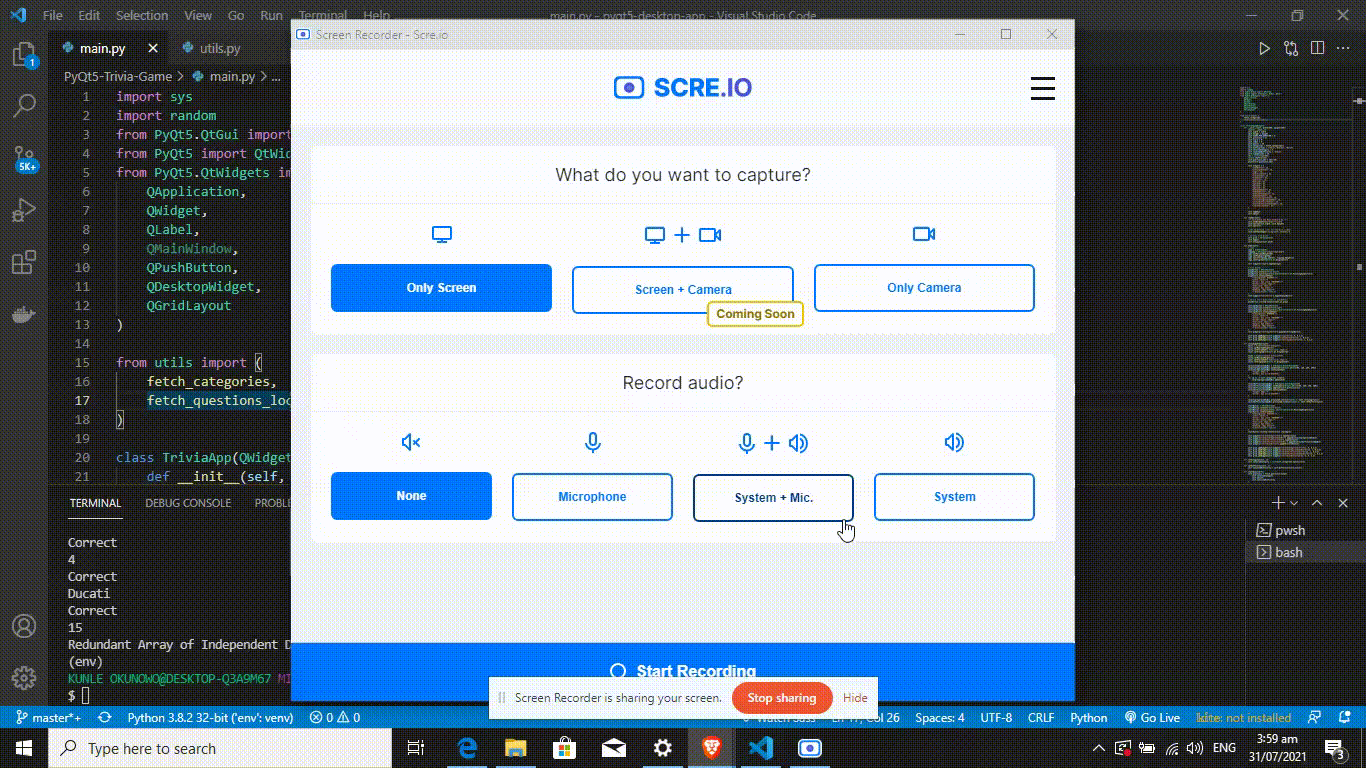 File Edit Selection View Go Run Terminal Help
main.py - pyqt5-desktop-app - Visual Studio Code
Screen Recorder - Scre.io
main.py
utils.py
PyQt5-Trivia-Game > main.py > ...
1 import sys
2 import random
3 from PyQt5.QtGui import
4 from PyQt5 import QtWid
5 from PyQt5.QtWidgets im
6 QApplication,
7 QWidget,
8 QLabel,
9 QMainWindow,
10 QPushButton,
11 QDesktopWidget,
12 QGridLayout
13 )
14
15 from utils import (
16 fetch_categories,
17 fetch_questions_loc
18 )
19
20 class TriviaApp(QWidget
21 def __init__(self,
1
5K+
SCRE.IO
What do you want to capture?
Only Screen
Screen + Camera
Only Camera
Coming Soon
Record audio?
None
Microphone
System + Mic.
System
Start Recording
Screen Recorder is sharing your screen.
Stop sharing
Hide
TERMINAL DEBUG CONSOLE PROBL
Correct
4
Correct
Ducati
Correct
15
Redundant Array of Independent D
(env)
KUNLE OKUNOWO@DESKTOP-Q3A9M67 MI
$
pwsh
bash
master*+
Python 3.8.2 32-bit ('env': venv)
0 0
Watch Sass
Ln 17, Col 26
Spaces: 4
UTF-8
CRLF
Python
Go Live
kite: not installed
Type here to search
ENG
3:59 am
31/07/2021
3